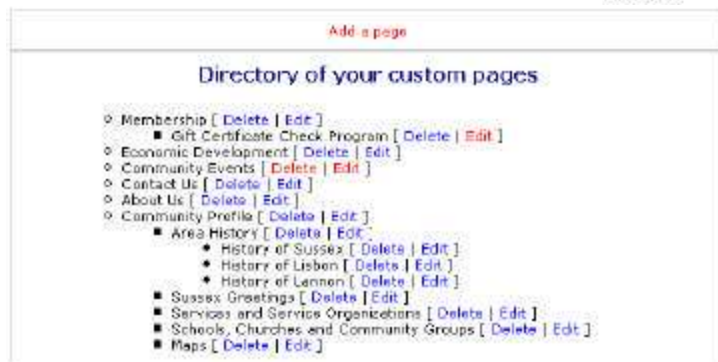 Add a page
Directory of your custom pages
Membership [ Delete | Edit ]
Gift Certificate Check Program [ Delete | Edit ]
Economic Development [ Delete | Edit ]
Community Events [ Delete | Edit ]
Contact Us [ Delete | Edit ]
About Us [ Delete | Edit ]
Community Profile [ Delete | Edit ]
Area History [ Delete | Edit ]
History of Sussex [ Delete | Edit ]
History of Lisbon [ Delete | Edit ]
History of Lannon [ Delete | Edit ]
Sussex Greetings [ Delete | Edit ]
Services and Service Organizations [ Delete | Edit ]
Schools, Churches and Community Groups [ Delete | Edit ]
Maps [ Delete | Edit ]